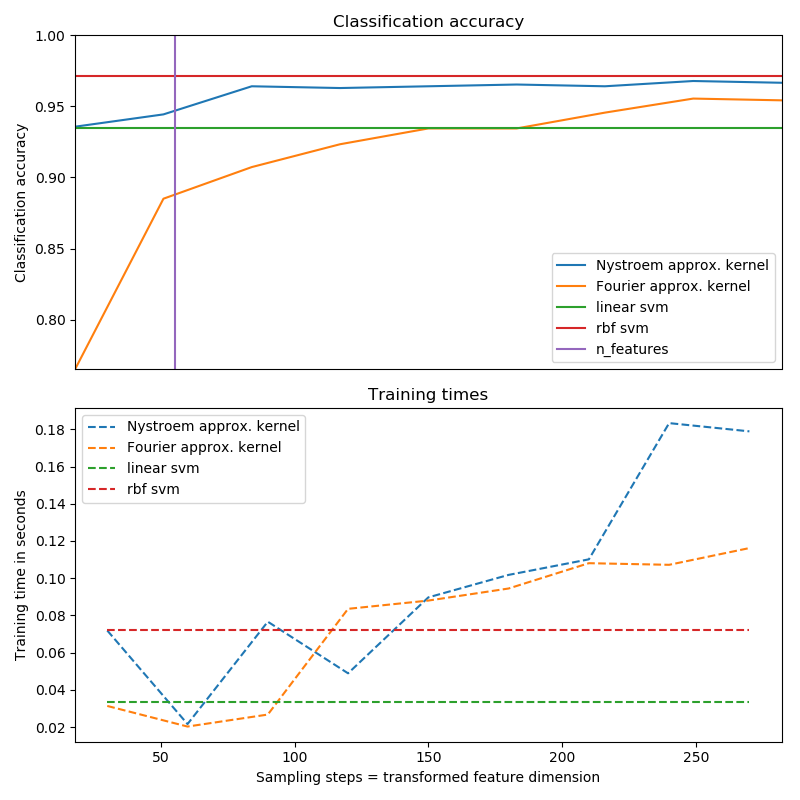 Classification accuracy
1.00
0.95
0.90
0.85
0.80
Classification accuracy
Nystroem approx. kernel
Fourier approx. kernel
linear svm
rbf svm
n_features
Training times
0.18
0.16
0.14
0.12
0.10
0.08
0.06
0.04
0.02
Training time in seconds
Nystroem approx. kernel
Fourier approx. kernel
linear svm
rbf svm
50
100
150
200
250
Sampling steps = transformed feature dimension